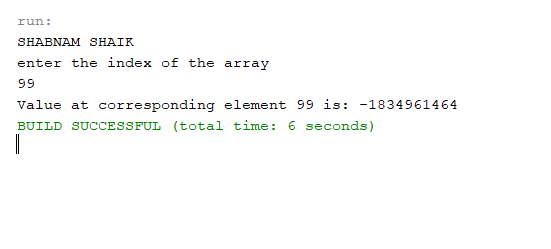 run:
SHABNAM SHAIK
enter the index of the array
99
Value at corresponding element 99 is: -1834961464
BUILD SUCCESSFUL (total time: 6 seconds)